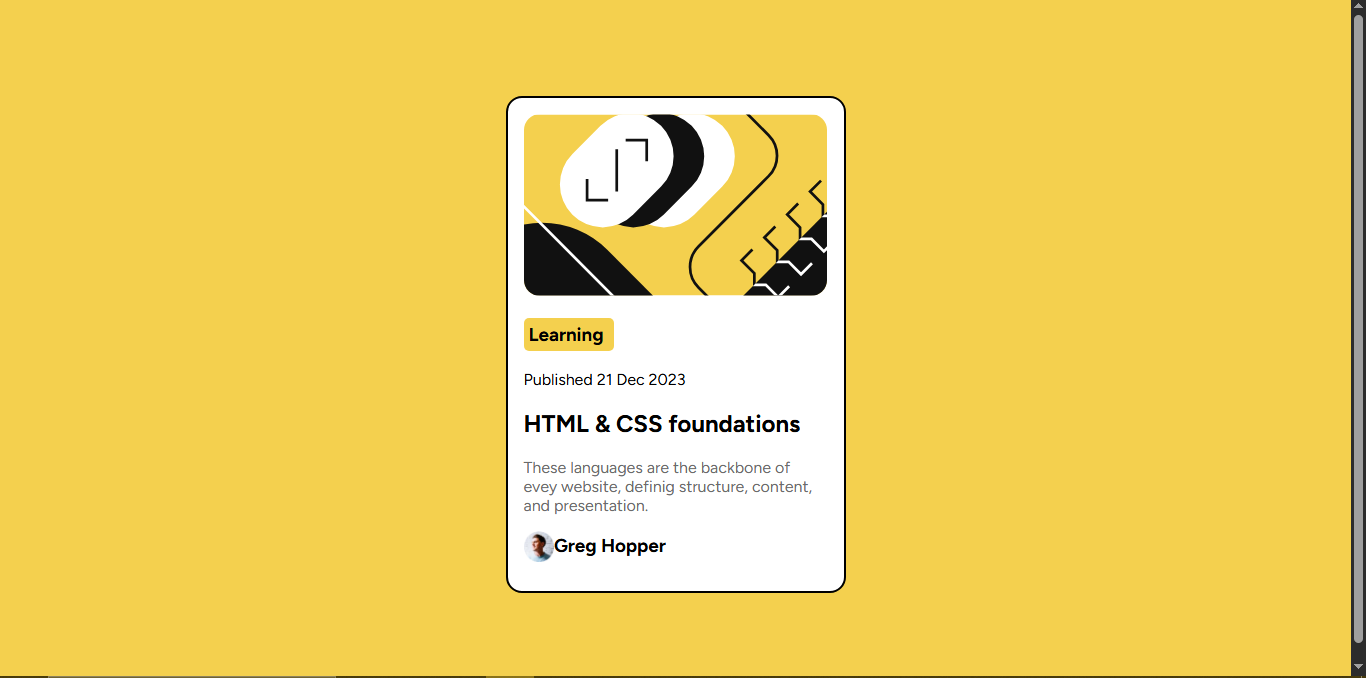 Learning
Published 21 Dec 2023
HTML & CSS foundations
These languages are the backbone of
evey website, definig structure, content,
and presentation.
Greg Hopper